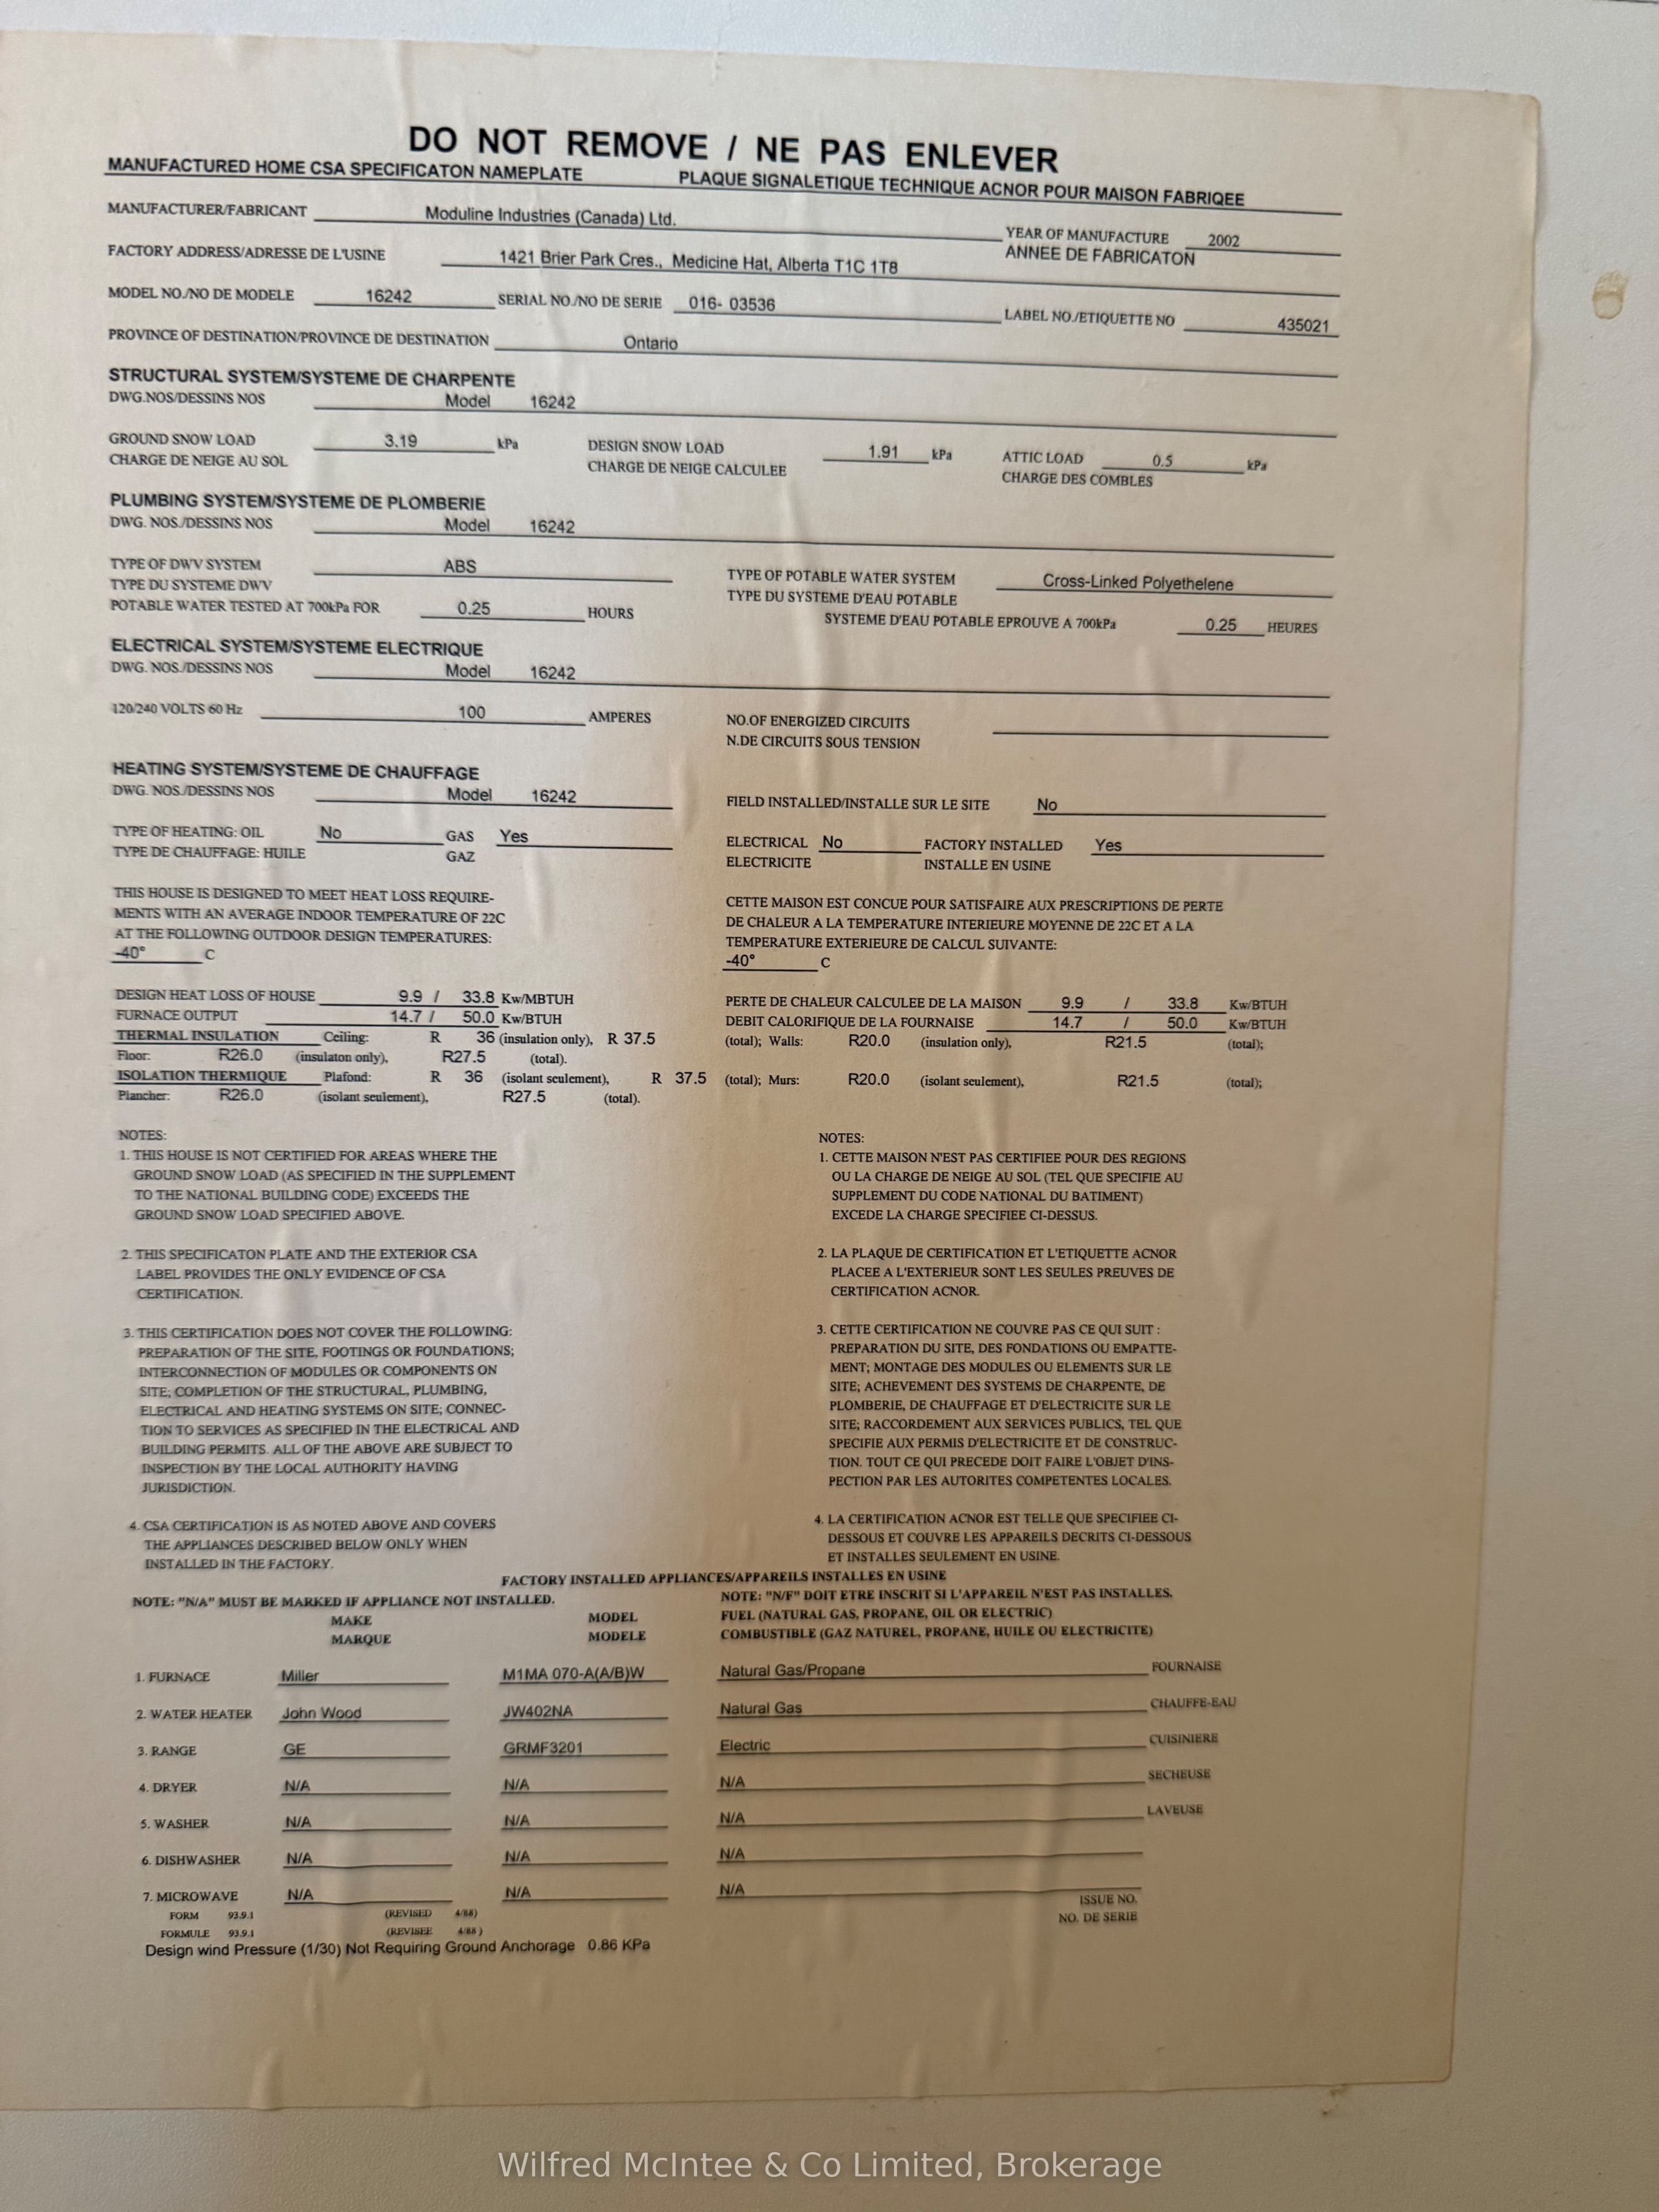 DO NOT REMOVE / NE PAS ENLEVER
MANUFACTURED HOME CSA SPECIFICATON NAMEPLATE PLAQUE SIGNALETIQUE TECHNIQUE ACNOR POUR MAISON FABRIQEE
MANUFACTURER/FABRICANT Moduline Industries (Canada) Ltd. YEAR OF MANUFACTURE 2002
ANNEE DE FABRICATON
FACTORY ADDRESS/ADRESSE DE L'USINE 1421 Brier Park Cres., Medicine Hat, Alberta T1C 1T8
MODEL NO./NO DE MODELE 16242 SERIAL NO./NO DE SERIE 016- 03536 LABEL NO./ETIQUETTE NO 435021
PROVINCE OF DESTINATION/PROVINCE DE DESTINATION Ontario
STRUCTURAL SYSTEM/SYSTEME DE CHARPENTE
DWG.NOS/DESSINS NOS Model 16242
GROUND SNOW LOAD 3.19 kPa DESIGN SNOW LOAD 1.91 kPa ATTIC LOAD 0.5 kPa
CHARGE DE NEIGE AU SOL CHARGE DE NEIGE CALCULEE CHARGE DES COMBLES
PLUMBING SYSTEM/SYSTEME DE PLOMBERIE
DWG. NOS./DESSINS NOS Model 16242
TYPE OF DWV SYSTEM ABS TYPE OF POTABLE WATER SYSTEM Cross-Linked Polyethelene
TYPE DU SYSTEME DWV TYPE DU SYSTEME D'EAU POTABLE
POTABLE WATER TESTED AT 700kPa FOR 0.25 HOURS SYSTEME D'EAU POTABLE EPROUVE A 700kPa 0.25 HEURES
ELECTRICAL SYSTEM/SYSTEME ELECTRIQUE
DWG. NOS./DESSINS NOS Model 16242
120/240 VOLTS 60 Hz 100 AMPERES NO.OF ENERGIZED CIRCUITS
N.DE CIRCUITS SOUS TENSION
HEATING SYSTEM/SYSTEME DE CHAUFFAGE
DWG. NOS./DESSINS NOS Model 16242 FIELD INSTALLED/INSTALLE SUR LE SITE No
TYPE OF HEATING: OIL No GAS Yes ELECTRICAL No FACTORY INSTALLED Yes
TYPE DE CHAUFFAGE: HUILE GAZ ELECTRICITE INSTALLE EN USINE
THIS HOUSE IS DESIGNED TO MEET HEAT LOSS REQUIRE-
MENTS WITH AN AVERAGE INDOOR TEMPERATURE OF 22C
AT THE FOLLOWING OUTDOOR DESIGN TEMPERATURES:
-40° C
CETTE MAISON EST CONCUE POUR SATISFAIRE AUX PRESCRIPTIONS DE PERTE
DE CHALEUR A LA TEMPERATURE INTERIEURE MOYENNE DE 22C ET A LA
TEMPERATURE EXTERIEURE DE CALCUL SUIVANTE:
-40° C
DESIGN HEAT LOSS OF HOUSE 9.9 / 33.8 Kw/MBTUH PERTE DE CHALEUR CALCULEE DE LA MAISON 9.9 / 33.8 Kw/BTUH
FURNACE OUTPUT 14.7 / 50.0 Kw/BTUH DEBIT CALORIFIQUE DE LA FOURNAISE 14.7 / 50.0 Kw/BTUH
THERMAL INSULATION Ceiling: R 36 (insulation only), R 37.5 (total); Walls: R20.0 (insulation only), R21.5 (total);
Floor: R26.0 (insulaton only), R27.5 (total).
ISOLATION THERMIQUE Plafond: R 36 (isolant seulement), R 37.5 (total); Murs: R20.0 (isolant seulement), R21.5 (total);
Plancher: R26.0 (isolant seulement), R27.5 (total).
NOTES:
1. THIS HOUSE IS NOT CERTIFIED FOR AREAS WHERE THE
GROUND SNOW LOAD (AS SPECIFIED IN THE SUPPLEMENT
TO THE NATIONAL BUILDING CODE) EXCEEDS THE
GROUND SNOW LOAD SPECIFIED ABOVE.
2. THIS SPECIFICATON PLATE AND THE EXTERIOR CSA
LABEL PROVIDES THE ONLY EVIDENCE OF CSA
CERTIFICATION.
3. THIS CERTIFICATION DOES NOT COVER THE FOLLOWING:
PREPARATION OF THE SITE, FOOTINGS OR FOUNDATIONS;
INTERCONNECTION OF MODULES OR COMPONENTS ON
SITE; COMPLETION OF THE STRUCTURAL, PLUMBING,
ELECTRICAL AND HEATING SYSTEMS ON SITE; CONNEC-
TION TO SERVICES AS SPECIFIED IN THE ELECTRICAL AND
BUILDING PERMITS. ALL OF THE ABOVE ARE SUBJECT TO
INSPECTION BY THE LOCAL AUTHORITY HAVING
JURISDICTION.
4. CSA CERTIFICATION IS AS NOTED ABOVE AND COVERS
THE APPLIANCES DESCRIBED BELOW ONLY WHEN
INSTALLED IN THE FACTORY.
NOTES:
1. CETTE MAISON N'EST PAS CERTIFIEE POUR DES REGIONS
OU LA CHARGE DE NEIGE AU SOL (TEL QUE SPECIFIE AU
SUPPLEMENT DU CODE NATIONAL DU BATIMENT)
EXCEDE LA CHARGE SPECIFIEE CI-DESSUS.
2. LA PLAQUE DE CERTIFICATION ET L'ETIQUETTE ACNOR
PLACEE A L'EXTERIEUR SONT LES SEULES PREUVES DE
CERTIFICATION ACNOR.
3. CETTE CERTIFICATION NE COUVRE PAS CE QUI SUIT :
PREPARATION DU SITE, DES FONDATIONS OU EMPATTE-
MENT; MONTAGE DES MODULES OU ELEMENTS SUR LE
SITE; ACHEVEMENT DES SYSTEMS DE CHARPENTE, DE
PLOMBERIE, DE CHAUFFAGE ET D'ELECTRICITE SUR LE
SITE; RACCORDEMENT AUX SERVICES PUBLICS, TEL QUE
SPECIFIE AUX PERMIS D'ELECTRICITE ET DE CONSTRUC-
TION. TOUT CE QUI PRECEDE DOIT FAIRE L'OBJET D'INS-
PECTION PAR LES AUTORITES COMPETENTES LOCALES.
4. LA CERTIFICATION ACNOR EST TELLE QUE SPECIFIEE CI-
DESSOUS ET COUVRE LES APPAREILS DECRITS CI-DESSOUS
ET INSTALLES SEULEMENT EN USINE.
FACTORY INSTALLED APPLIANCES/APPAREILS INSTALLES EN USINE
NOTE: "N/A" MUST BE MARKED IF APPLIANCE NOT INSTALLED. NOTE: "N/F" DOIT ETRE INSCRIT SI L'APPAREIL N'EST PAS INSTALLES.
MAKE MODEL FUEL (NATURAL GAS, PROPANE, OIL OR ELECTRIC)
MARQUE MODELE COMBUSTIBLE (GAZ NATUREL, PROPANE, HUILE OU ELECTRICITE)
1. FURNACE Miller M1MA 070-A(A/B)W Natural Gas/Propane FOURNAISE
2. WATER HEATER John Wood JW402NA Natural Gas CHAUFFE-EAU
3. RANGE GE GRMF3201 Electric CUISINIERE
4. DRYER N/A N/A N/A SECHEUSE
5. WASHER N/A N/A N/A LAVEUSE
6. DISHWASHER N/A N/A N/A
7. MICROWAVE N/A N/A N/A
FORM 93.9.1 (REVISED 4/88) ISSUE NO.
FORMULE 93.9.1 (REVISEE 4/88 ) NO. DE SERIE
Design wind Pressure (1/30) Not Requiring Ground Anchorage 0.86 KPa
Wilfred McIntee & Co Limited, Brokerage